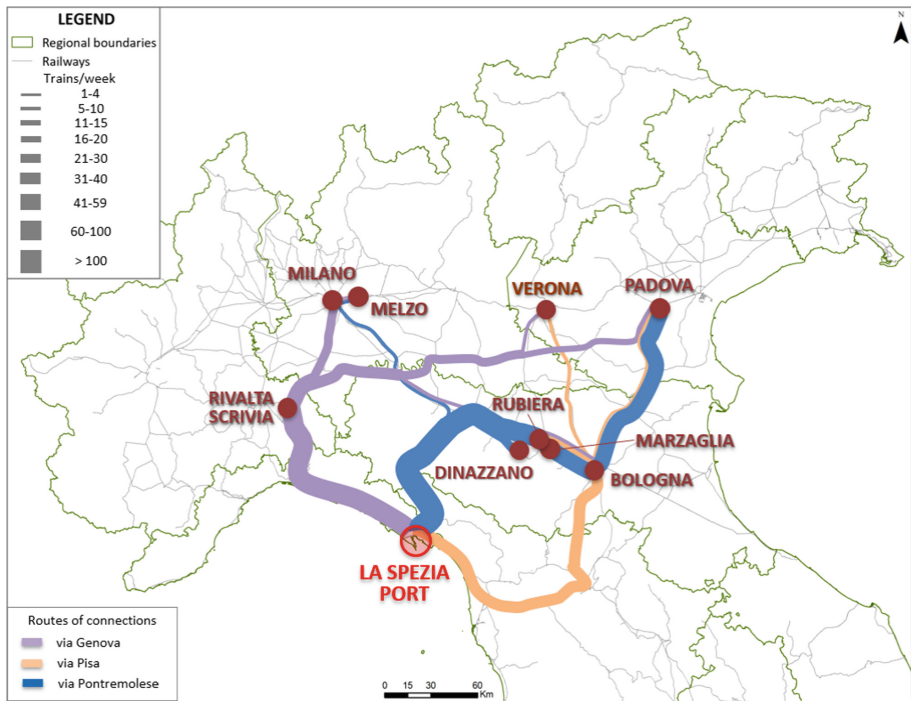 LEGEND
Regional boundaries
Railways
Trains/week
1-4
5-10
11-15
16-20
21-30
31-40
41-59
60-100
> 100
N
MILANO
MELZO
VERONA
PADOVA
RIVALTA
SCRIVIA
RUBIERA
MARZAGLIA
DINAZZANO
BOLOGNA
LA SPEZIA
PORT
Routes of connections
via Genova
via Pisa
via Pontremolese
0 15 30 60
Km